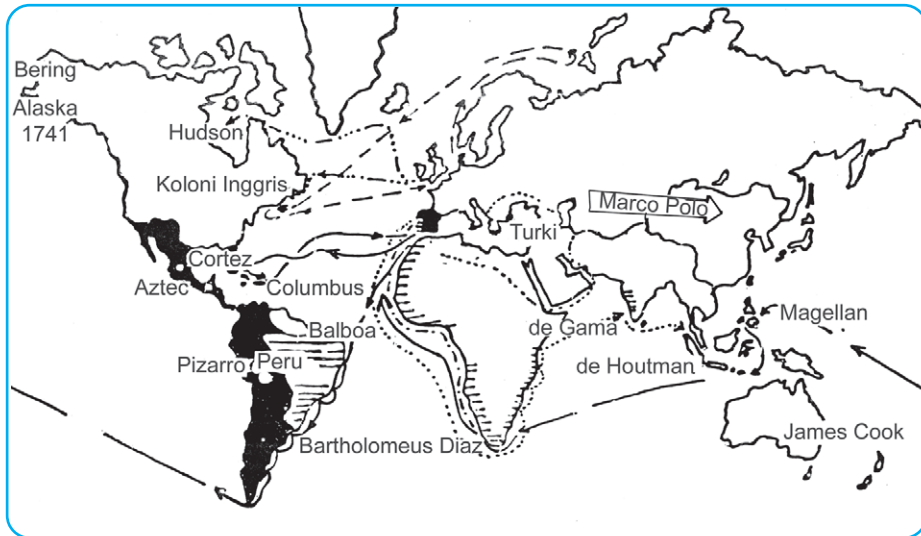 Bering
Alaska
1741
Hudson
Koloni Inggris
Marco Polo
Turki
Cortez
Aztec
Columbus
Balboa
de Gama
Magellan
Pizarro
Peru
de Houtman
Bartholomeus Diaz
James Cook